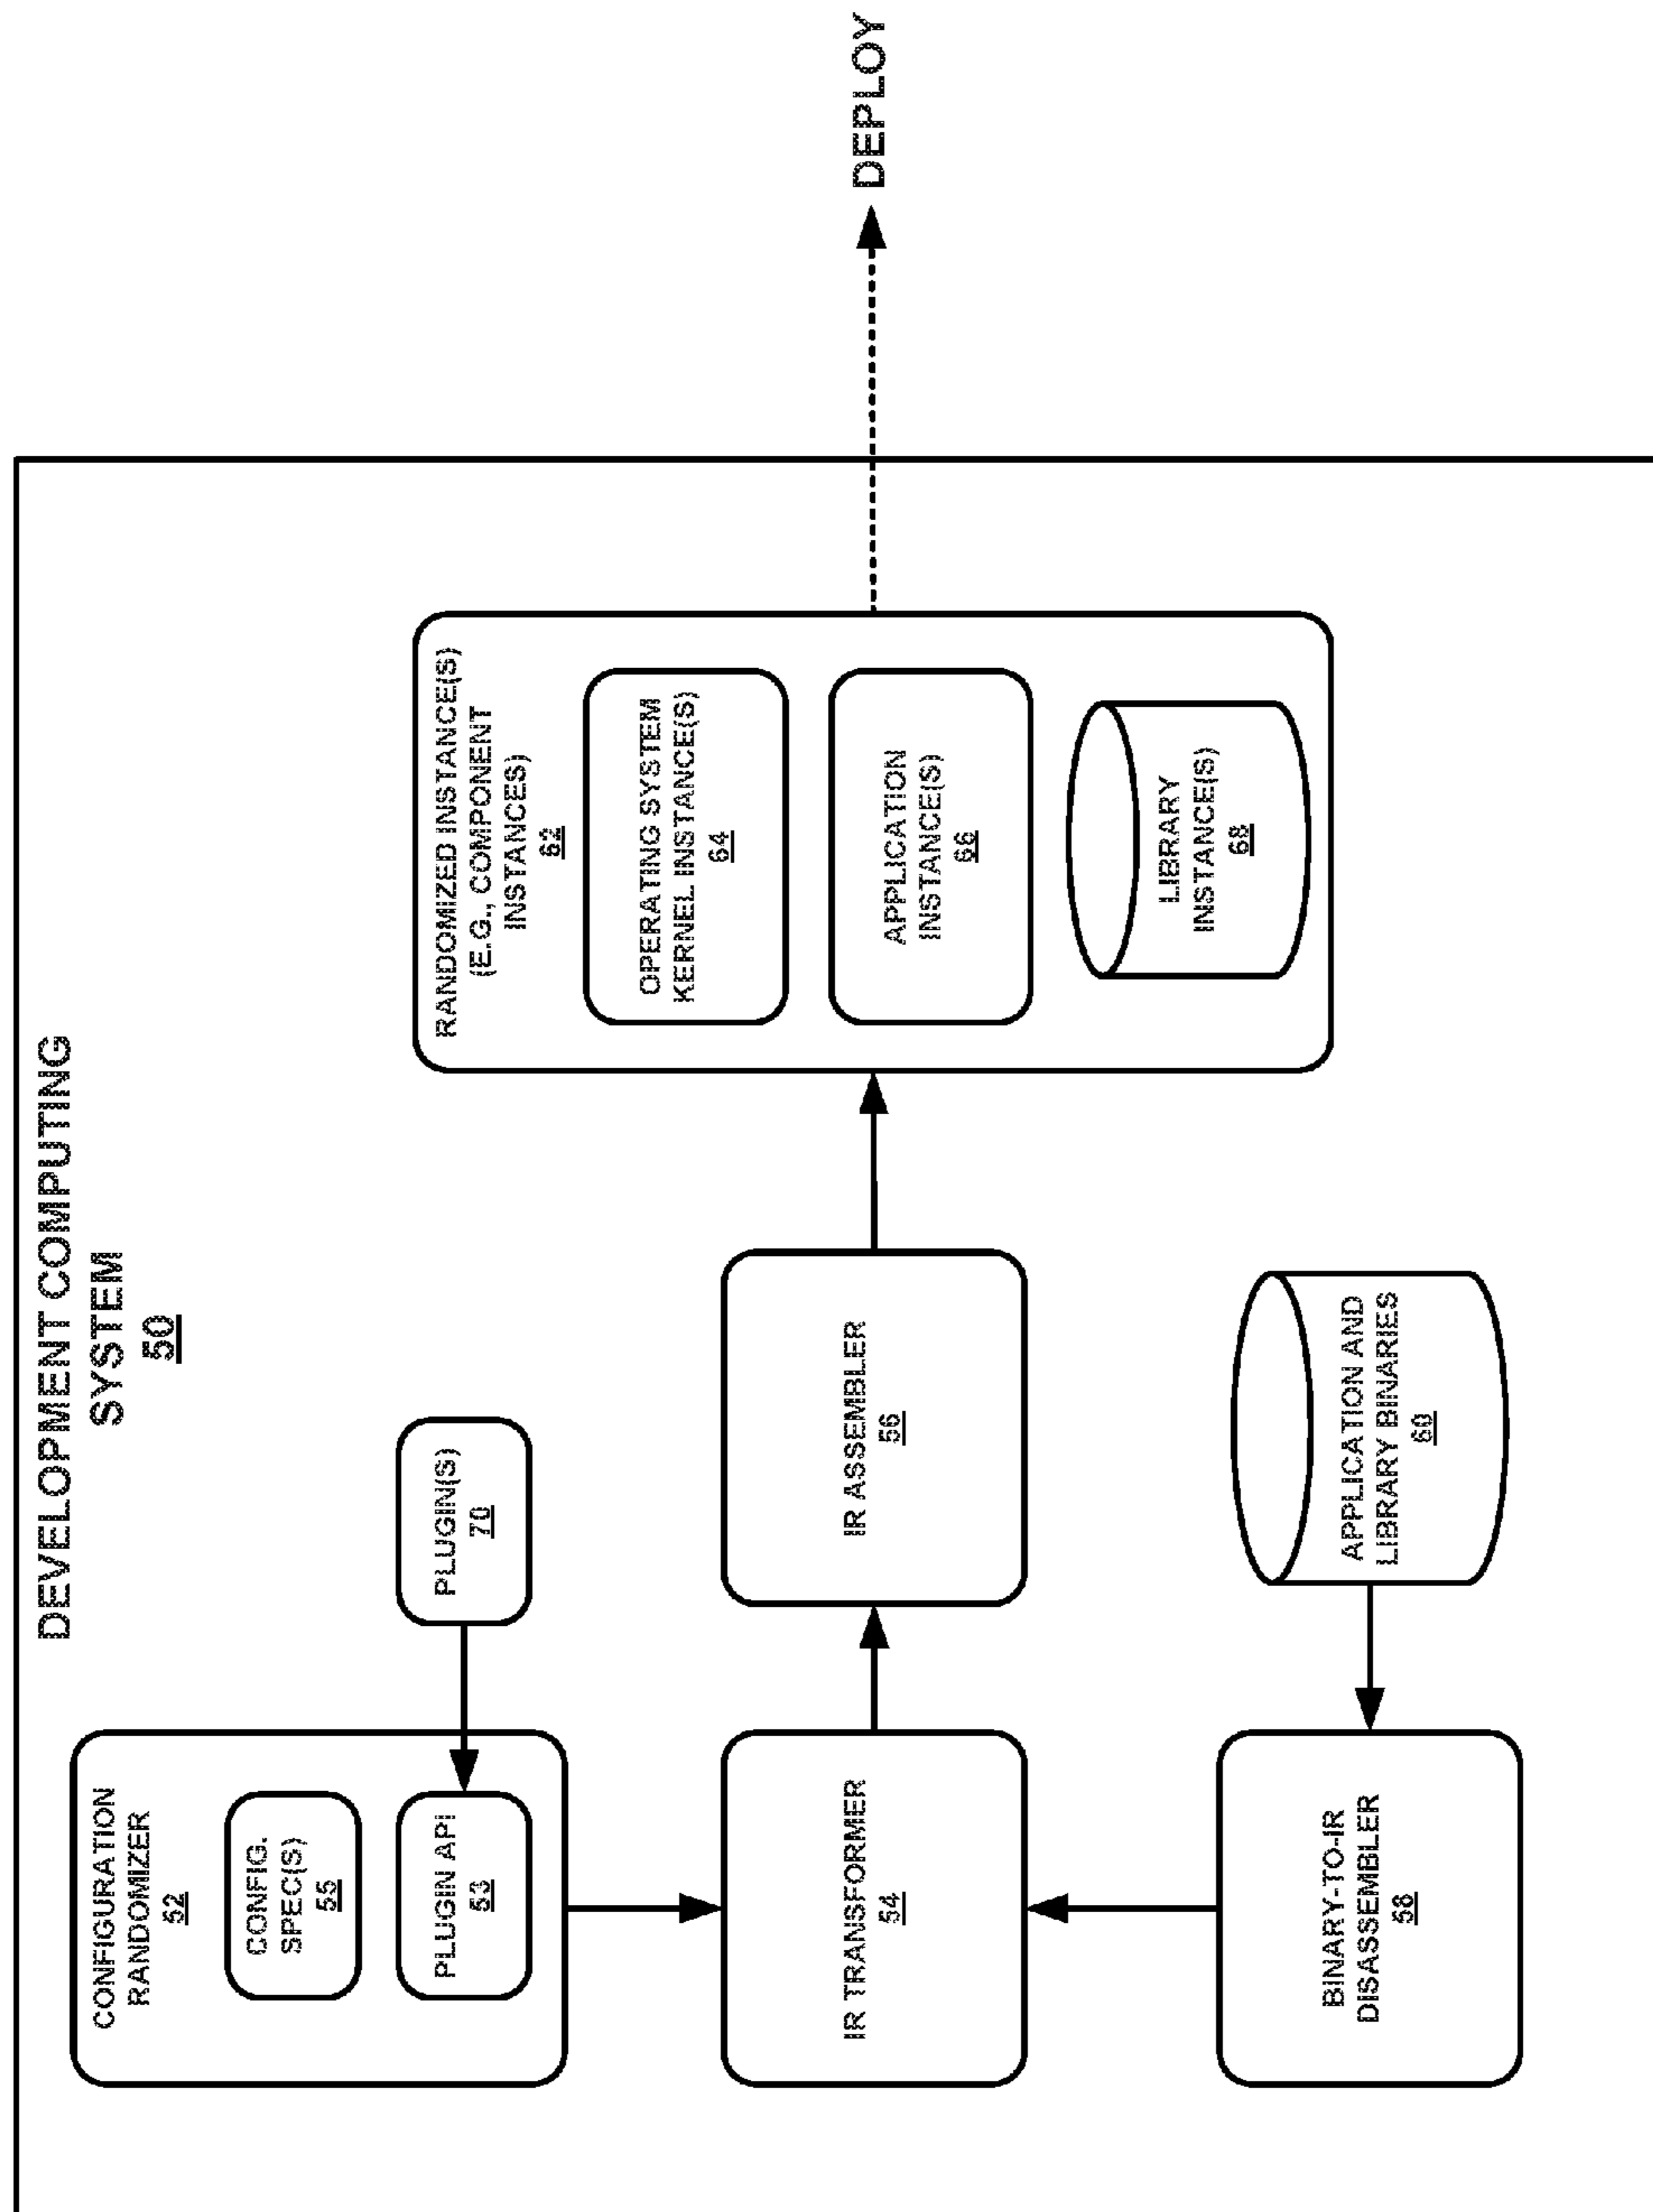 DEVELOPMENT COMPUTING
SYSTEM
50
CONFIGURATION
RANDOMIZER
52
CONFIG.
SPEC(S)
55
PLUGIN API
53
PLUGIN(S)
70
IR TRANSFORMER
54
IR ASSEMBLER
56
BINARY-TO-IR
DISASSEMBLER
58
APPLICATION AND
LIBRARY BINARIES
60
RANDOMIZED INSTANCE(S)
(E.G., COMPONENT
INSTANCES)
62
OPERATING SYSTEM
KERNEL INSTANCE(S)
64
APPLICATION
INSTANCE(S)
66
LIBRARY
INSTANCE(S)
68
DEPLOY